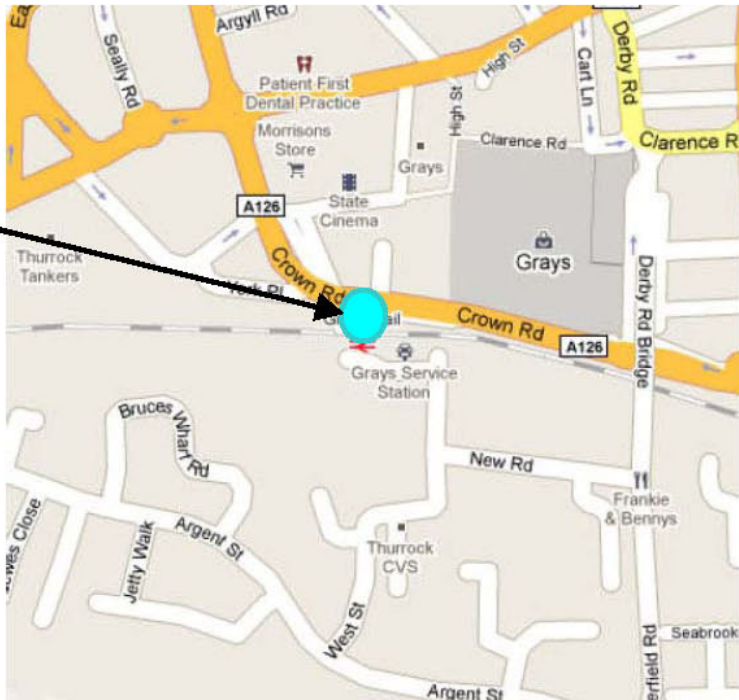 Argyll Rd
Seally Rd
Patient First
Dental Practice
High St
Cart Ln
Derby Rd
Morrisons
Store
High St
Clarence Rd
Clarence R
Grays
State
Cinema
A126
Thurrock
Tankers
Grays
Crown Rd
Derby Rd Bridge
York Pl
Crown Rd
A126
Grays Service
Station
Bruces Wharf Rd
New Rd
Frankie
& Bennys
Argent St
Jetty Walk
Thurrock
CVS
West St
Seabrook
Argent St